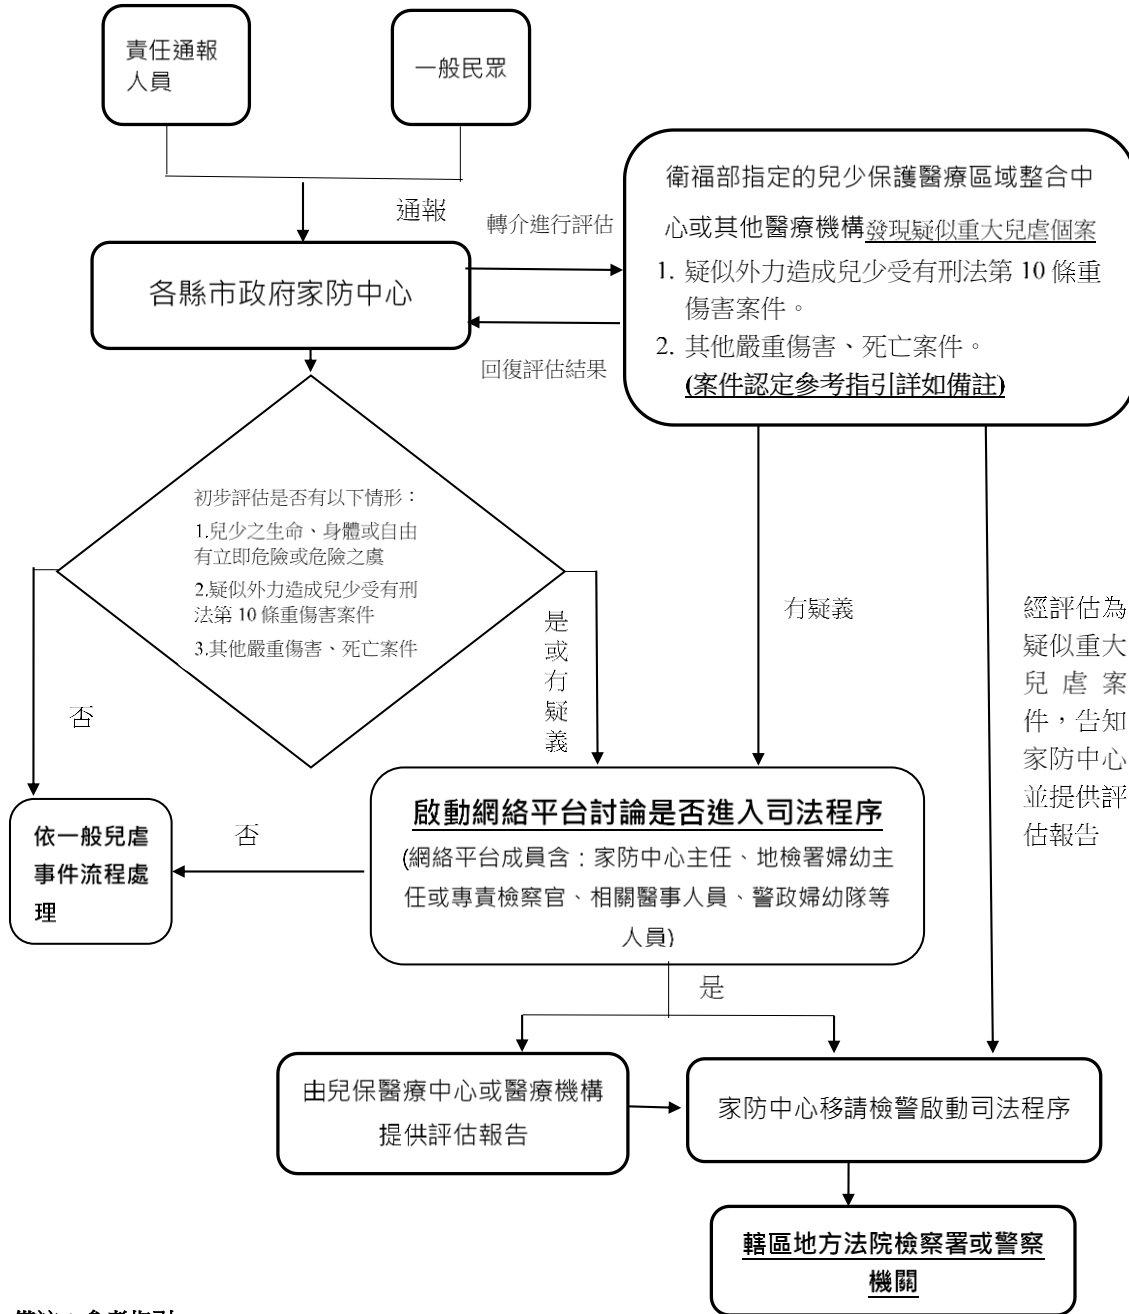 責任通報
人員
一般民眾
通報
轉介進行評估
回復評估結果
各縣市政府家防中心
衛福部指定的兒少保護醫療區域整合中
心或其他醫療機構發現疑似重大兒虐個案
1. 疑似外力造成兒少受有刑法第 10 條重
傷害案件。
2. 其他嚴重傷害、死亡案件。
(案件認定參考指引詳如備註)
初步評估是否有以下情形：
1.兒少之生命、身體或自由
有立即危險或危險之虞
2.疑似外力造成兒少受有刑
法第 10 條重傷害案件
3.其他嚴重傷害、死亡案件
否
是
或
有
疑
義
有疑義
經評估為
疑似重大
兒虐案
件，告知
家防中心
並提供評
估報告
依一般兒虐
事件流程處
理
否
啟動網絡平台討論是否進入司法程序
(網絡平台成員含：家防中心主任、地檢署婦幼主
任或專責檢察官、相關醫事人員、警政婦幼隊等
人員)
是
由兒保醫療中心或醫療機構
提供評估報告
家防中心移請檢警啟動司法程序
轄區地方法院檢察署或警察
機關